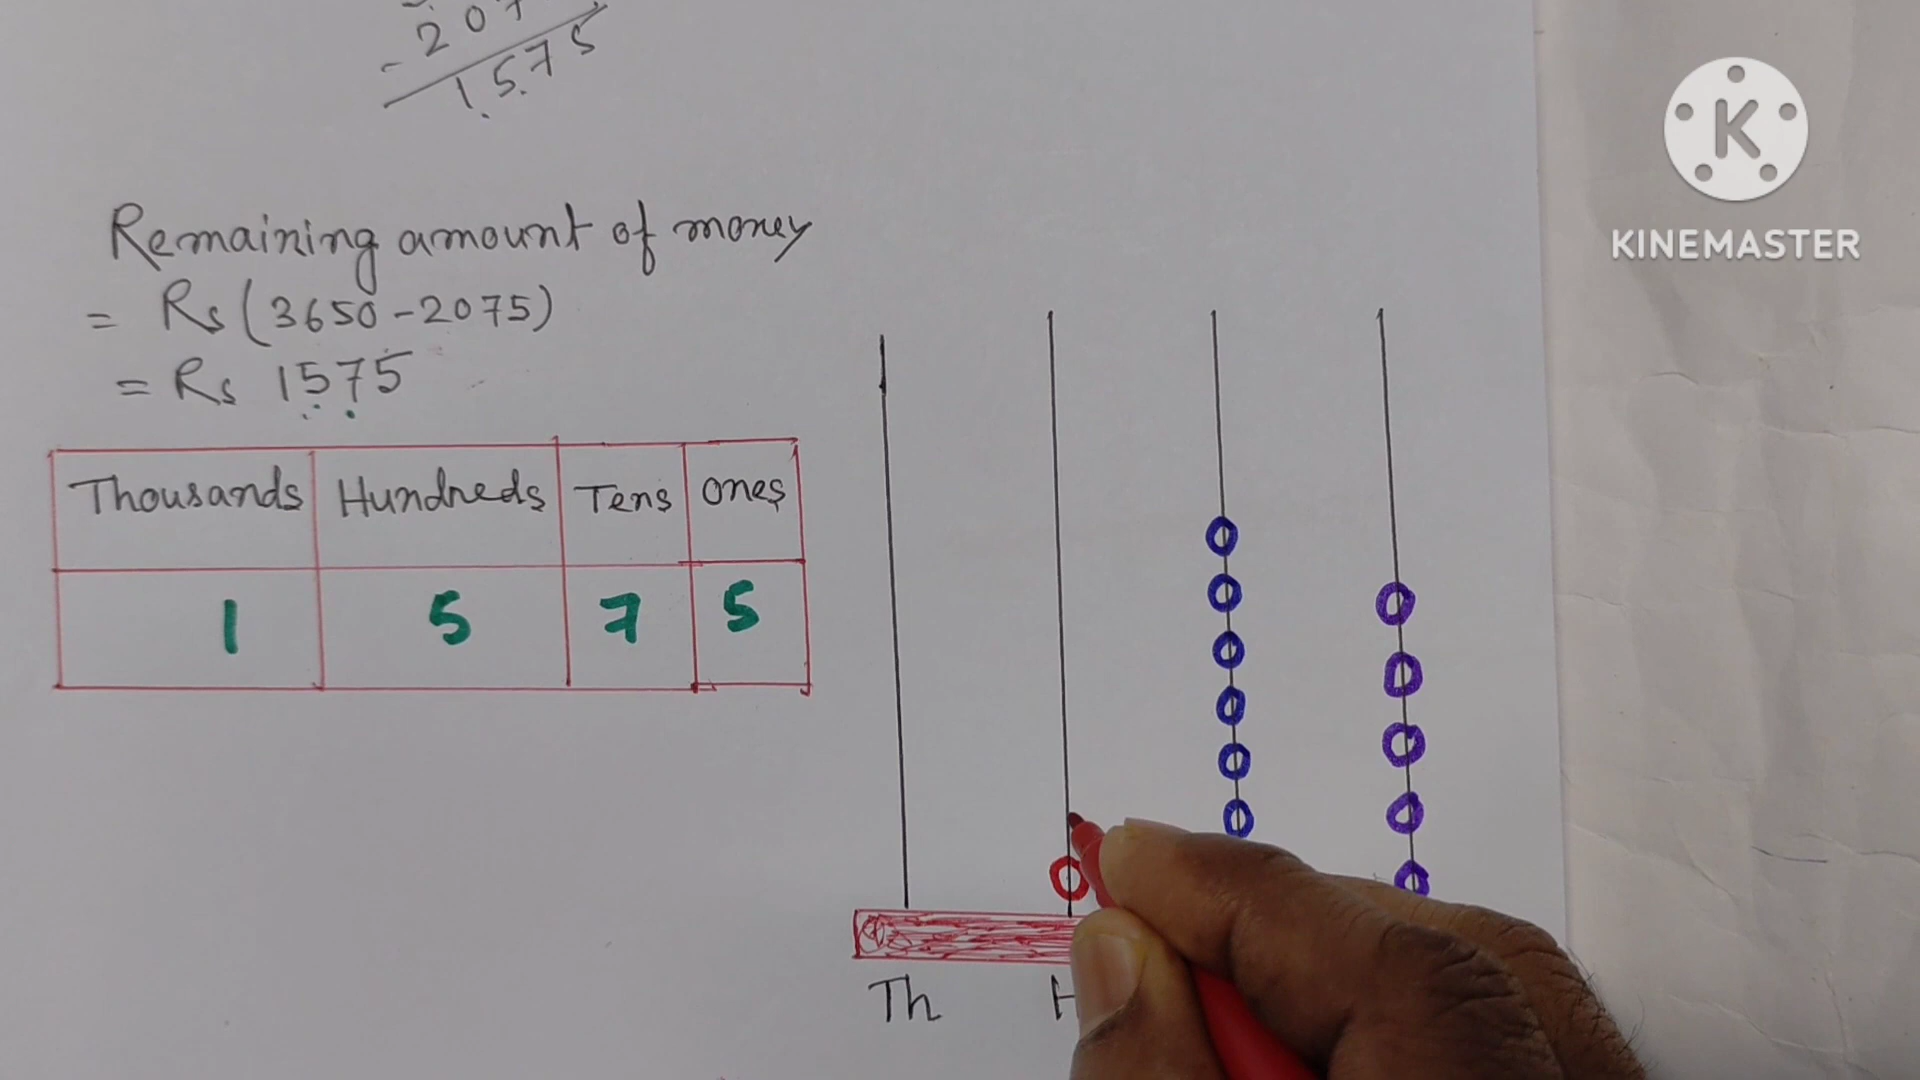 - 207
1575
K
KINEMASTER
Remaining amount of money
= Rs (3650-2075)
= Rs 1575
Thousands Hundreds Tens Ones
1 5 7 5
Th H